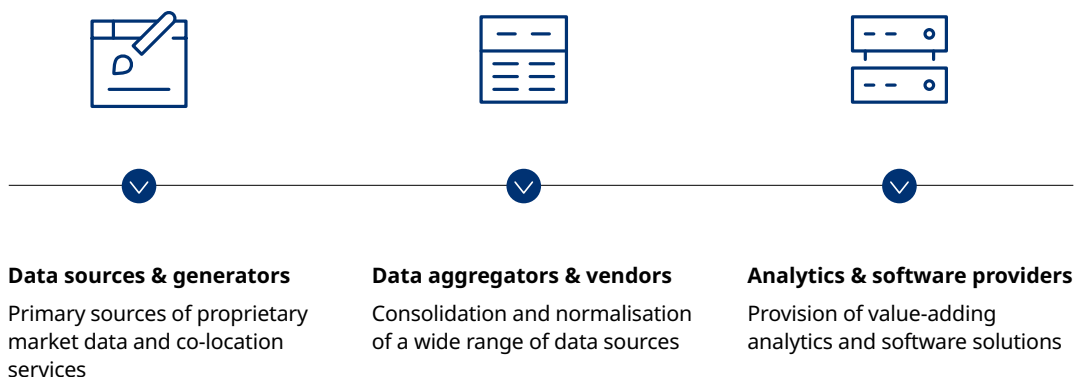 Data sources & generators
Primary sources of proprietary
market data and co-location
services
Data aggregators & vendors
Consolidation and normalisation
of a wide range of data sources
Analytics & software providers
Provision of value-adding
analytics and software solutions